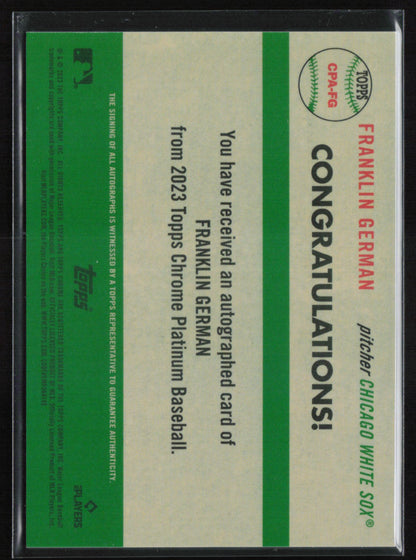 TOPPS
CPA-FG
FRANKLIN GERMAN
pitcher CHICAGO WHITE SOX®
CONGRATULATIONS!
You have received an autographed card of
FRANKLIN GERMAN
from 2023 Topps Chrome Platinum Baseball.
THE SIGNING OF ALL AUTOGRAPHS IS WITNESSED BY A TOPPS REPRESENTATIVE TO GUARANTEE AUTHENTICITY.
topps
PLAYERS